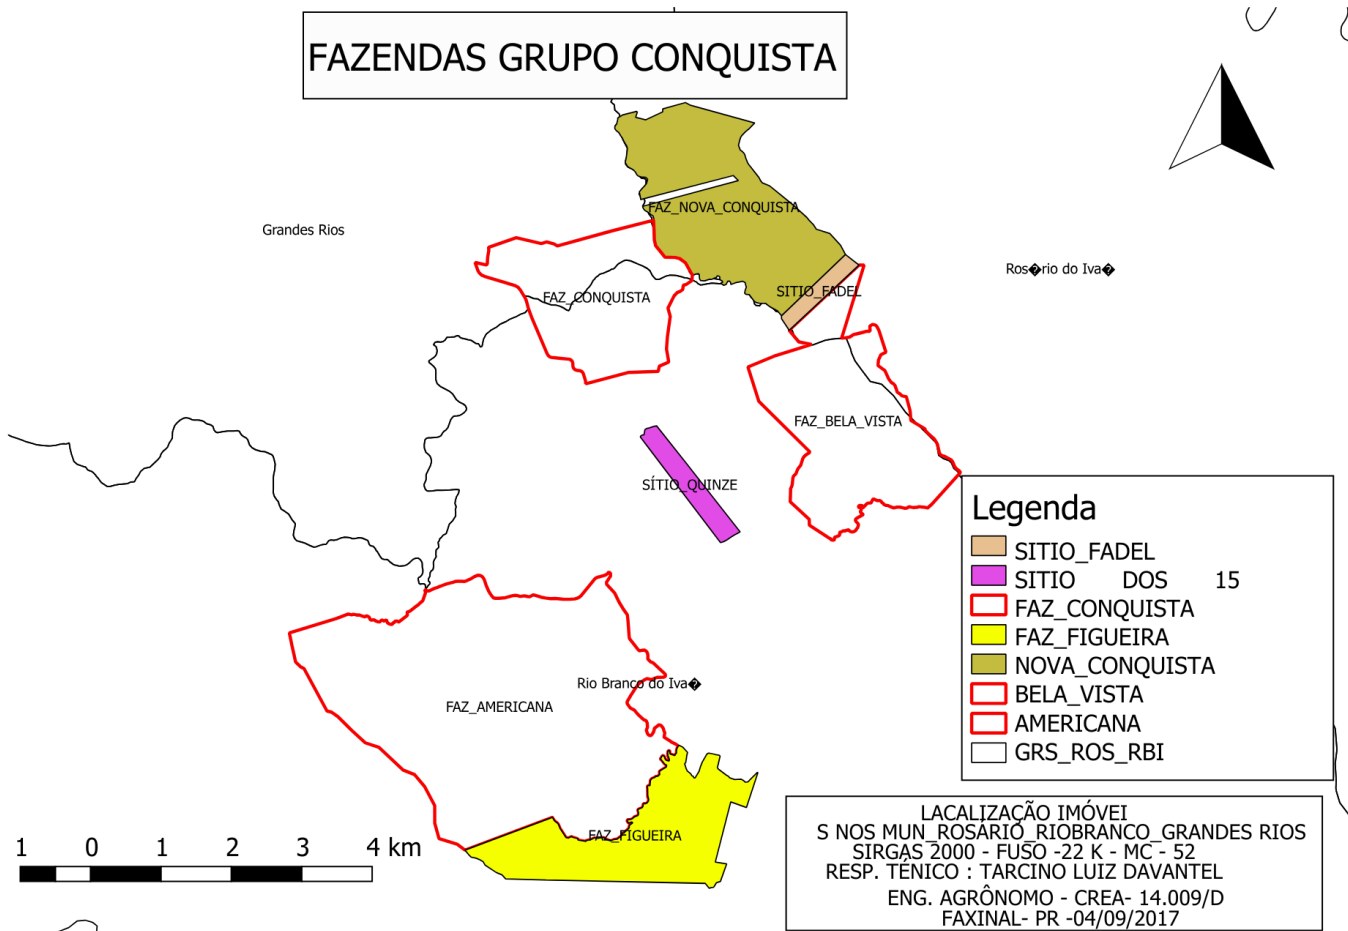 FAZENDAS GRUPO CONQUISTA
FAZ_NOVA_CONQUISTA
Grandes Rios
Ros�rio do Iva�
SITIO_FADEL
FAZ_CONQUISTA
FAZ_BELA_VISTA
SÍTIO_QUINZE
Rio Branco do Iva�
FAZ_AMERICANA
FAZ_FIGUEIRA
1 0 1 2 3 4 km
Legenda
SITIO_FADEL
SITIO DOS 15
FAZ_CONQUISTA
FAZ_FIGUEIRA
NOVA_CONQUISTA
BELA_VISTA
AMERICANA
GRS_ROS_RBI
LACALIZAÇÃO IMÓVEI
S NOS MUN_ROSÁRIO_RIOBRANCO_GRANDES RIOS
SIRGAS 2000 - FUSO -22 K - MC - 52
RESP. TÉNICO : TARCINO LUIZ DAVANTEL
ENG. AGRÔNOMO - CREA- 14.009/D
FAXINAL- PR -04/09/2017